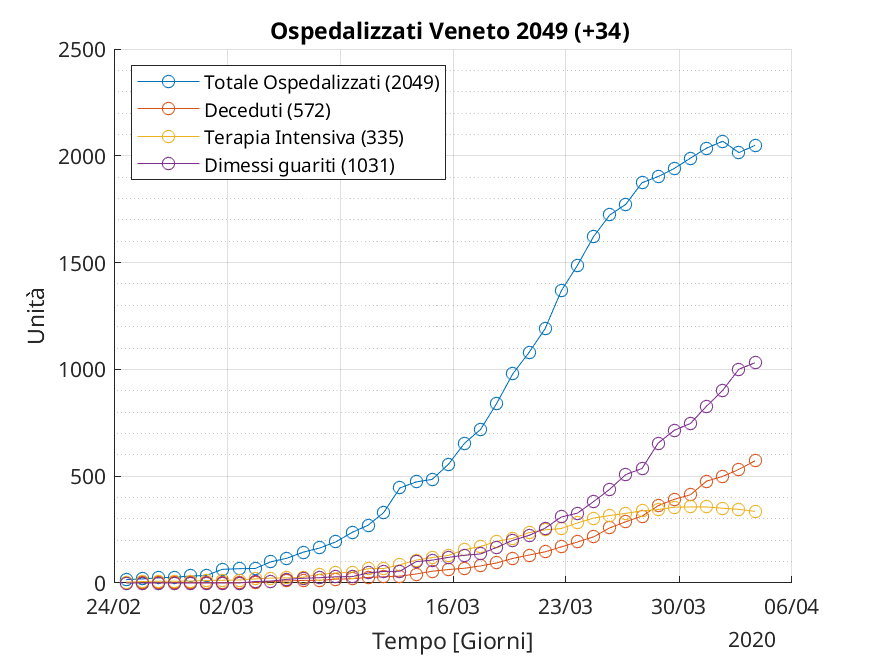 Ospedalizzati Veneto 2049 (+34)
2500
2000
1500
1000
500
0
Unità
Totale Ospedalizzati (2049)
Deceduti (572)
Terapia Intensiva (335)
Dimessi guariti (1031)
24/02 02/03 09/03 16/03 23/03 30/03 06/04
Tempo [Giorni]
2020